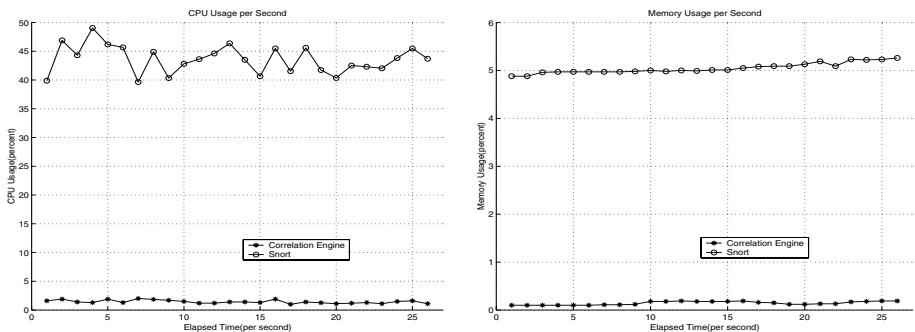 CPU Usage per Second
50
45
40
35
30
25
20
15
10
5
0
CPU Usage(percent)
0 5 10 15 20 25
Elapsed Time(per second)
Correlation Engine
Snort
Memory Usage per Second
6
5
4
3
2
1
0
Memory Usage(percent)
0 5 10 15 20 25
Elapsed Time(per second)
Correlation Engine
Snort